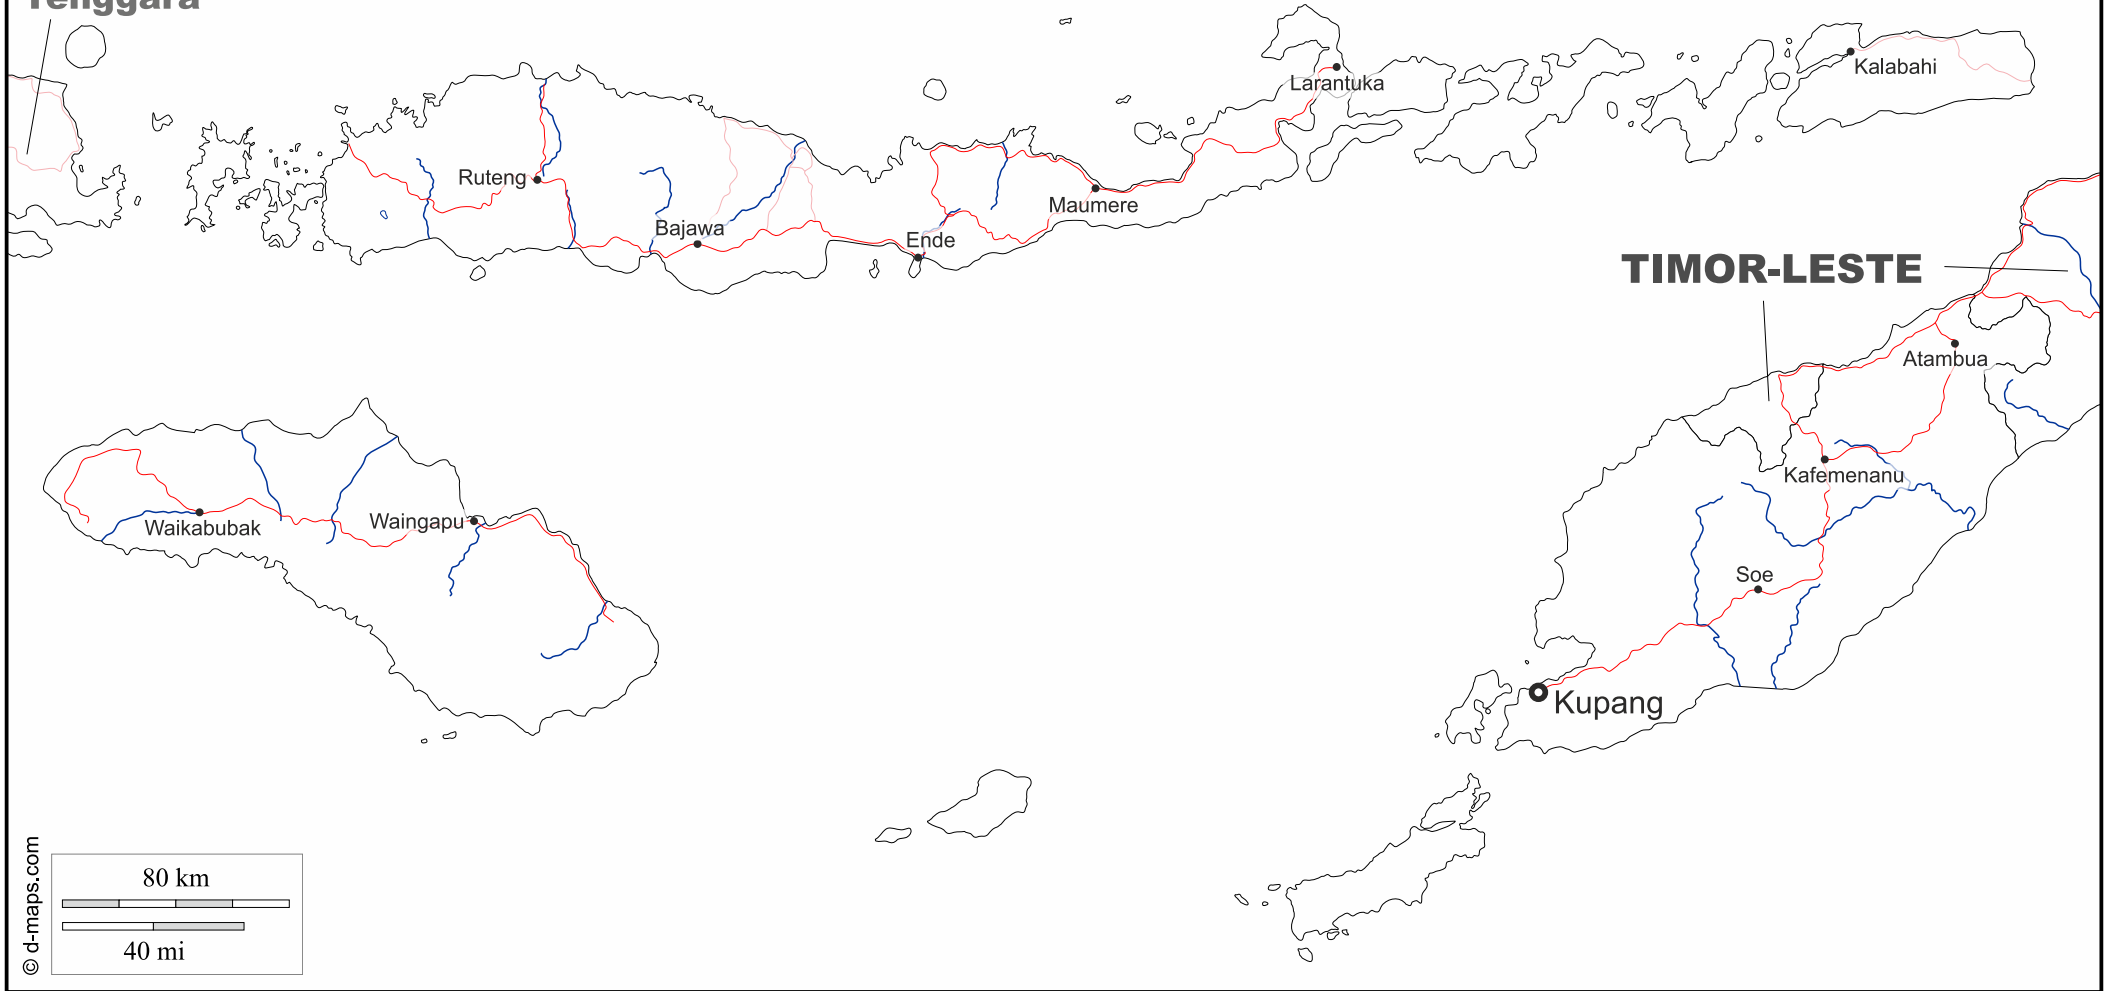 Tenggara
Larantuka
Kalabahi
Ruteng
Maumere
Bajawa
Ende
TIMOR-LESTE
Atambua
Kafemenanu
Waikabubak
Waingapu
Soe
Kupang
80 km
40 mi
© d-maps.com